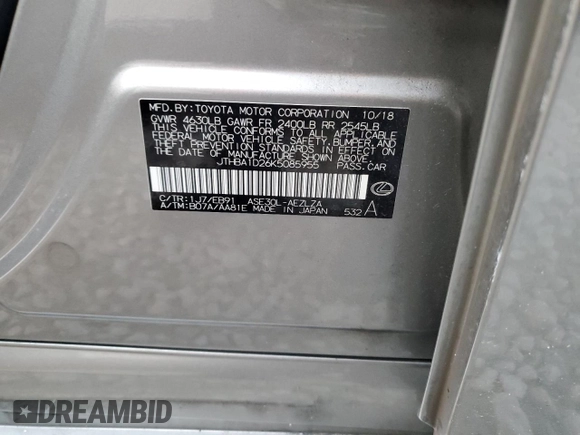 MFD.BY:TOYOTA MOTOR CORPORATION 10/18
GVWR 4630LB GAWR FR 2400LB RR 2545LB
THIS VEHICLE CONFORMS TO ALL APPLICABLE
FEDERAL MOTOR VEHICLE SAFETY,BUMPER,AND
THEFT PREVENTION STANDARDS IN EFFECT ON
THE DATE OF MANUFACTURE SHOWN ABOVE.
JTHBA1D26K5085955 PASS.CAR
C/TR:1J7/EB91 ASE30L-AEZLZA
A/TM:B07A/AA81E MADE IN JAPAN 532 A
DREAMBID